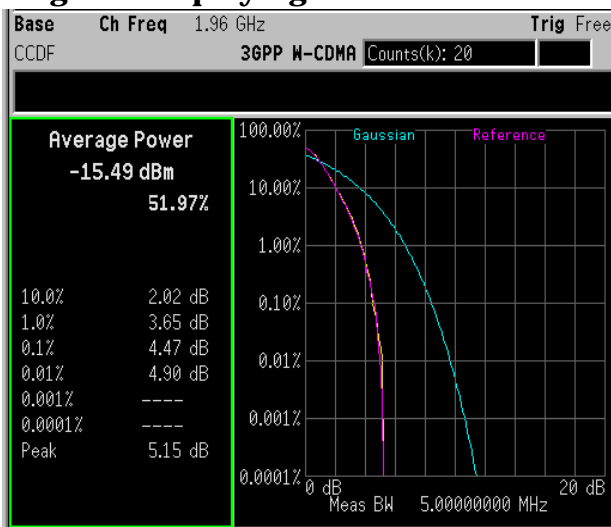 Base Ch Freq 1.96 GHz Trig Free
CCDF 3GPP W-CDMA Counts(k): 20
Average Power
-15.49 dBm
51.97%
10.0% 2.02 dB
1.0% 3.65 dB
0.1% 4.47 dB
0.01% 4.90 dB
0.001% ----
0.0001% ----
Peak 5.15 dB
Gaussian Reference
100.00%
10.00%
1.00%
0.10%
0.01%
0.001%
0.0001%
0 dB 20 dB
Meas BW 5.00000000 MHz